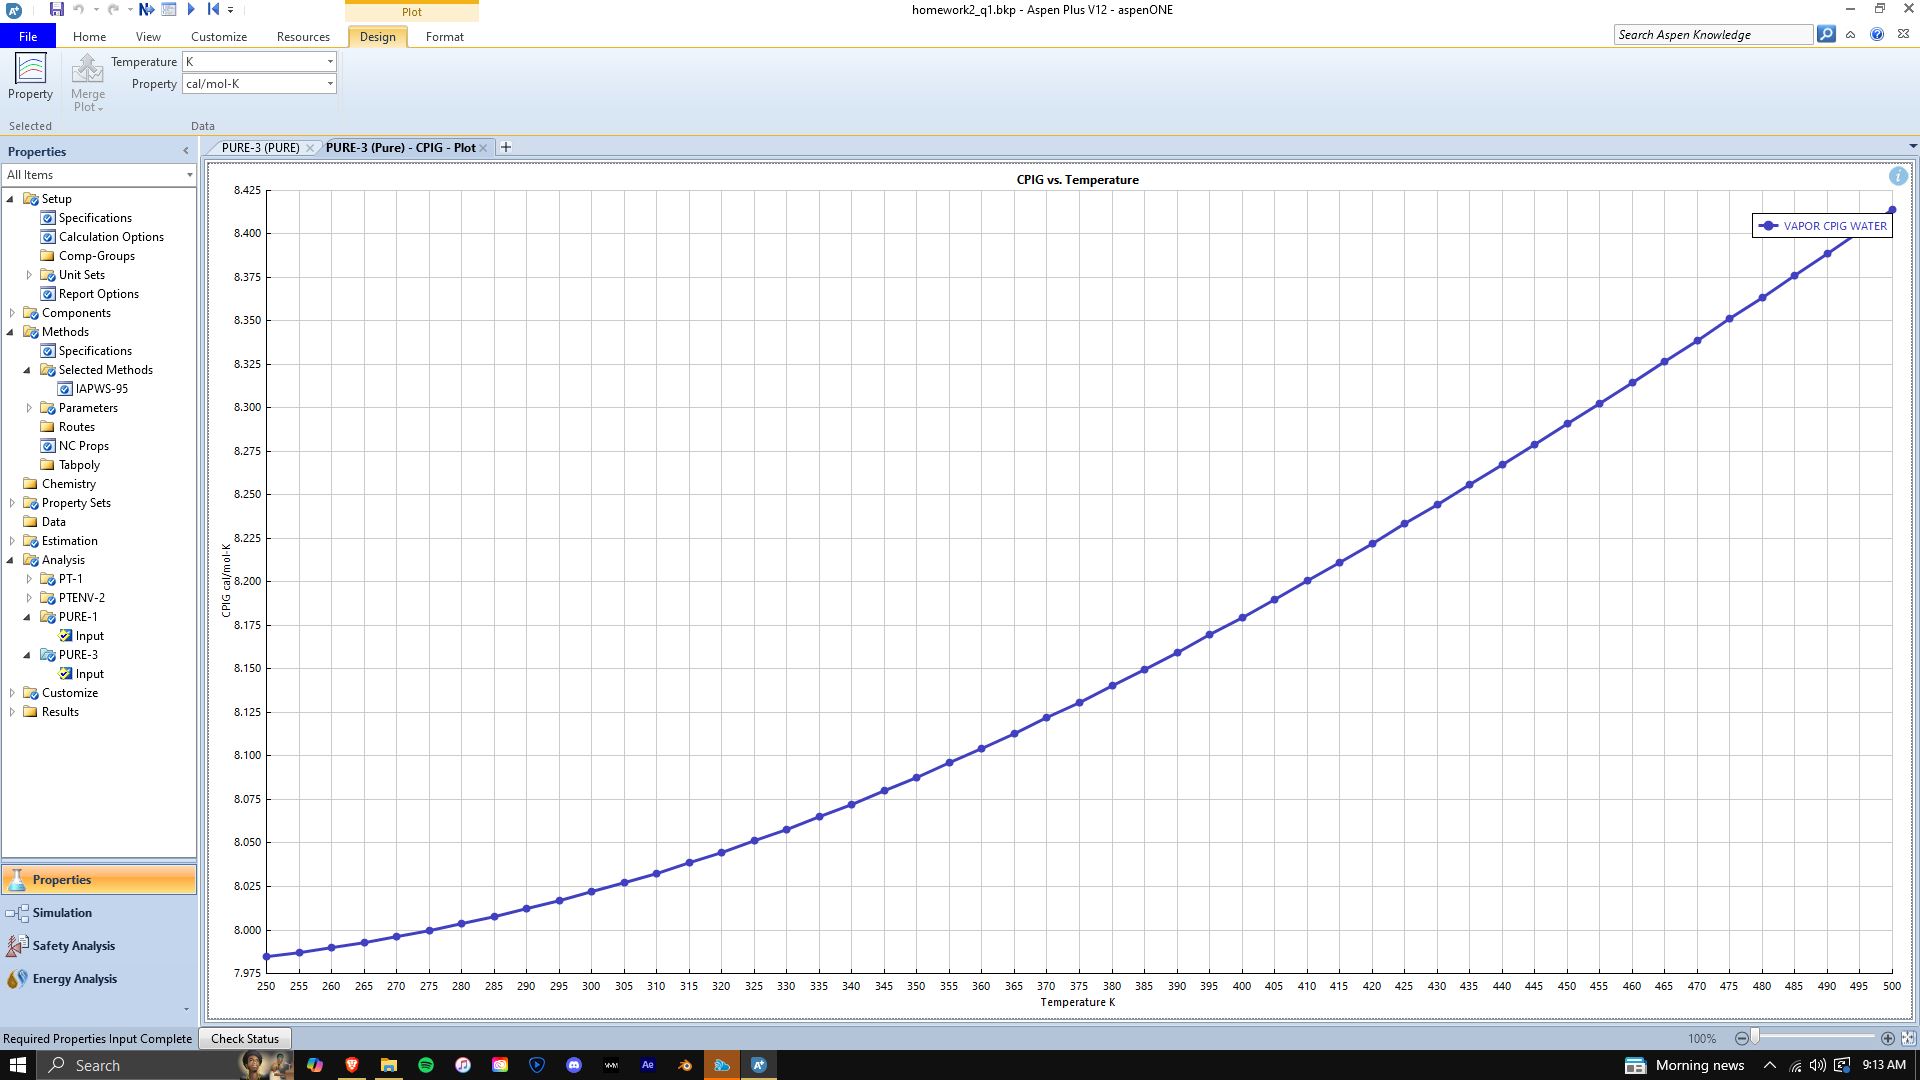 Plot
homework2_q1.bkp - Aspen Plus V12 - aspenONE
File
Home
View
Customize
Resources
Design
Format
Search Aspen Knowledge
Property
Merge
Plot
Temperature
K
Property
cal/mol-K
Selected
Data
Properties
All Items
Setup
Specifications
Calculation Options
Comp-Groups
Unit Sets
Report Options
Components
Methods
Specifications
Selected Methods
IAPWS-95
Parameters
Routes
NC Props
Tabpoly
Chemistry
Property Sets
Data
Estimation
Analysis
PT-1
PTENV-2
PURE-1
Input
PURE-3
Input
Customize
Results
Properties
Simulation
Safety Analysis
Energy Analysis
PURE-3 (PURE)
PURE-3 (Pure) - CPIG - Plot
CPIG vs. Temperature
VAPOR CPIG WATER
CPIG cal/mol-K
8.425
8.400
8.375
8.350
8.325
8.300
8.275
8.250
8.225
8.200
8.175
8.150
8.125
8.100
8.075
8.050
8.025
8.000
7.975
250 255 260 265 270 275 280 285 290 295 300 305 310 315 320 325 330 335 340 345 350 355 360 365 370 375 380 385 390 395 400 405 410 415 420 425 430 435 440 445 450 455 460 465 470 475 480 485 490 495 500
Temperature K
Required Properties Input Complete
Check Status
100%
Search
Ae
Morning news
9:13 AM